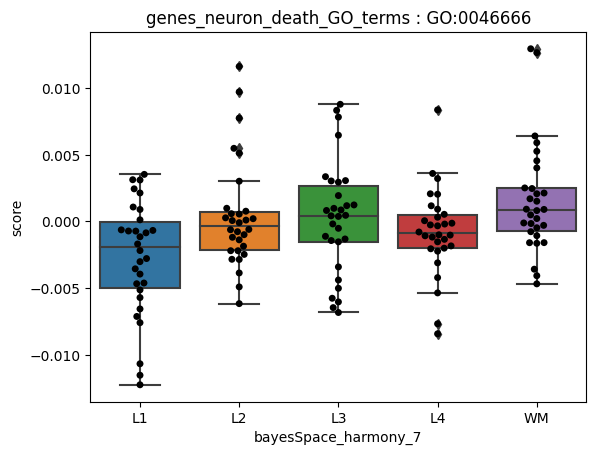 genes_neuron_death_GO_terms : GO:0046666
score
0.010
0.005
0.000
−0.005
−0.010
L1 L2 L3 L4 WM
bayesSpace_harmony_7